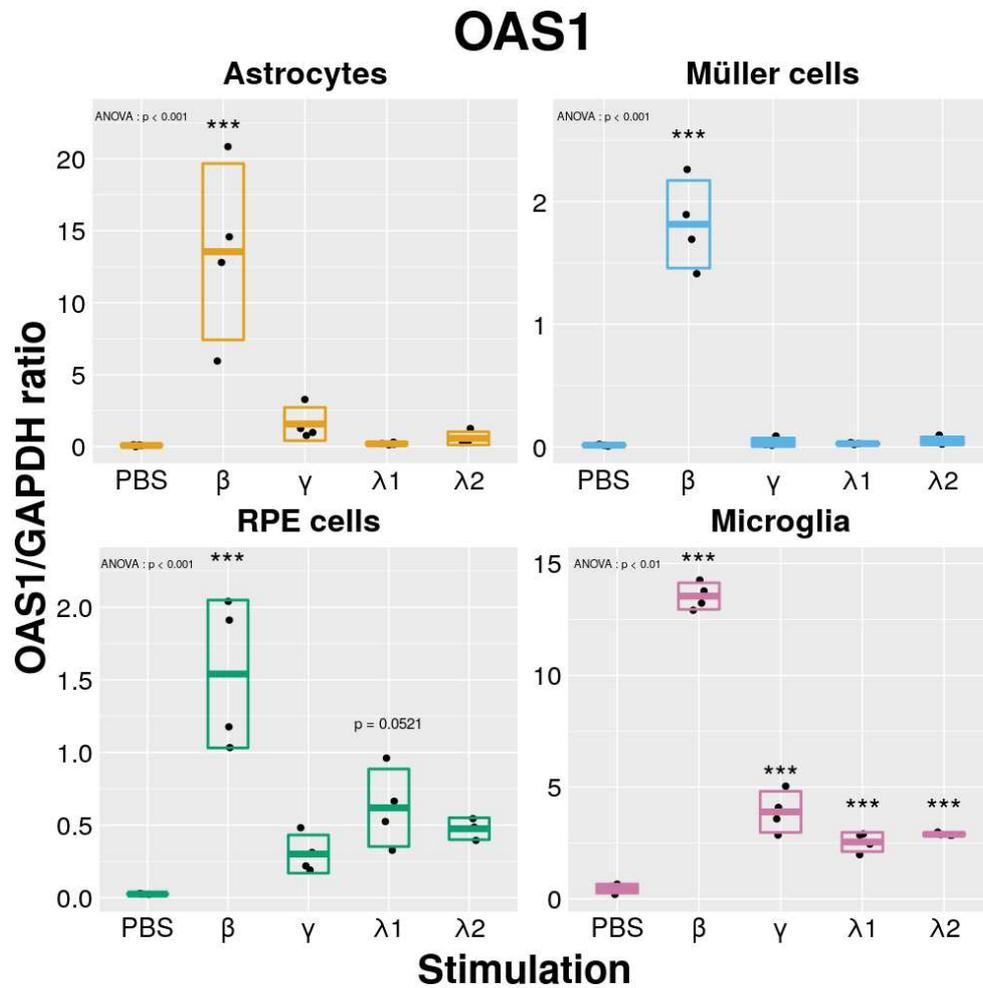 OAS1
OAS1/GAPDH ratio
Astrocytes
ANOVA : p < 0.001
***
20
15
10
5
0
PBS β γ λ1 λ2
Müller cells
ANOVA : p < 0.001
***
2
1
0
PBS β γ λ1 λ2
RPE cells
ANOVA : p < 0.001
***
p = 0.0521
2.0
1.5
1.0
0.5
0.0
PBS β γ λ1 λ2
Microglia
ANOVA : p < 0.01
***
*** *** ***
15
10
5
0
PBS β γ λ1 λ2
Stimulation